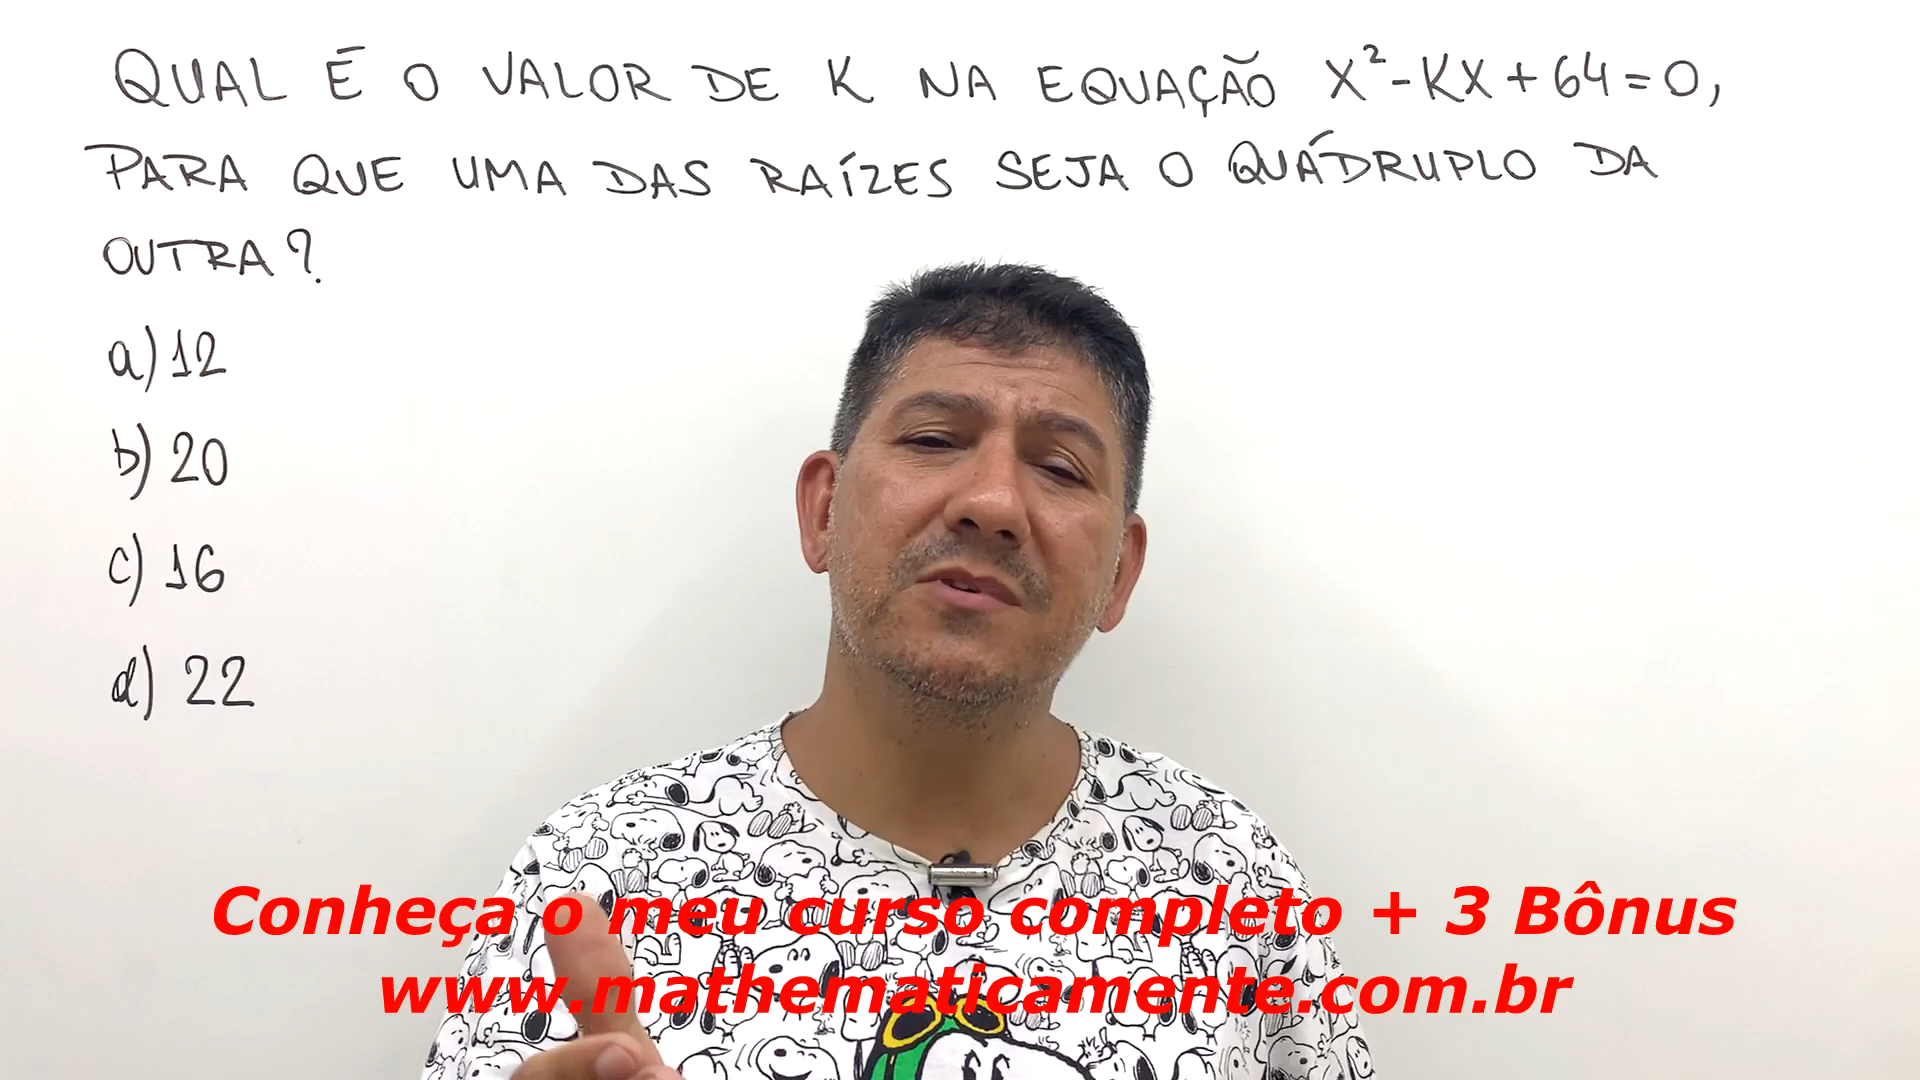 QUAL É O VALOR DE K NA EQUAÇÃO X²-KX+64=0,
PARA QUE UMA DAS RAÍZES SEJA O QUÁDRUPLO DA
OUTRA?
a) 12
b) 20
c) 16
d) 22
Conheça o meu curso completo + 3 Bônus
www.mathematicamente.com.br